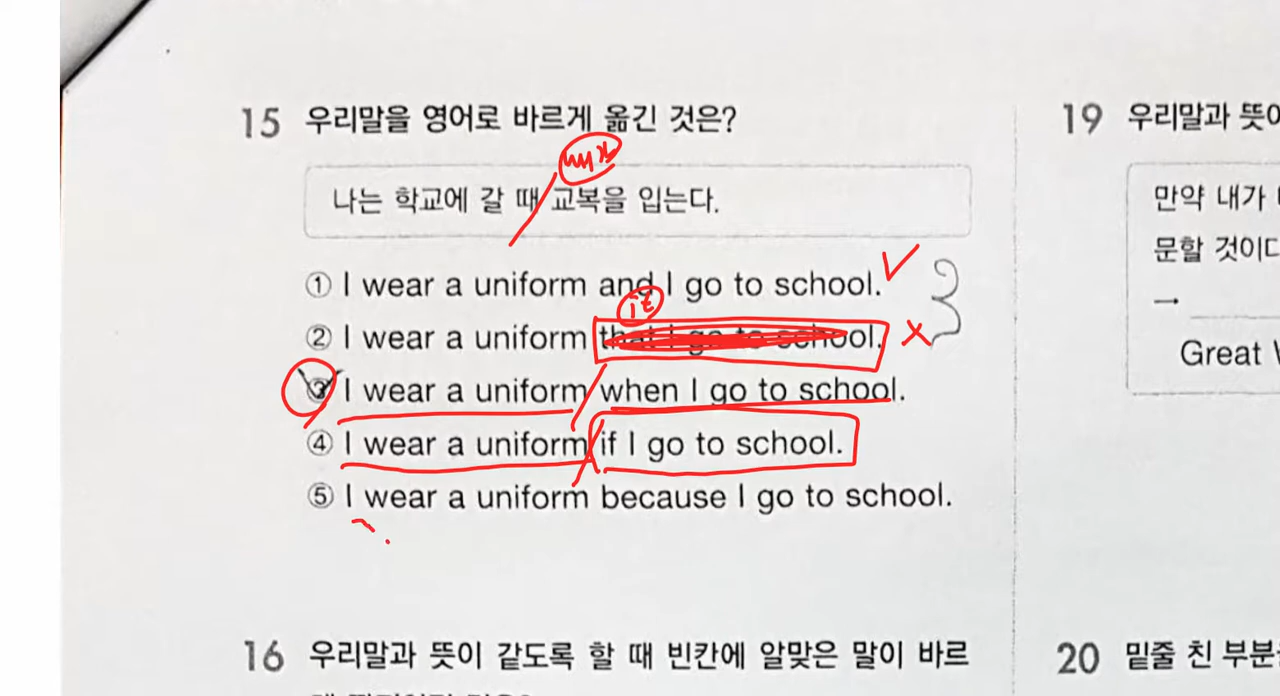 15 우리말을 영어로 바르게 옮긴 것은?
나는 학교에 갈 때 교복을 입는다.
① I wear a uniform and I go to school.
② I wear a uniform that I go to school.
③ I wear a uniform when I go to school.
④ I wear a uniform if I go to school.
⑤ I wear a uniform because I go to school.
16 우리말과 뜻이 같도록 할 때 빈칸에 알맞은 말이 바르
19 우리말과 뜻이
만약 내가
문할 것이다
→
Great
20 밑줄 친 부분